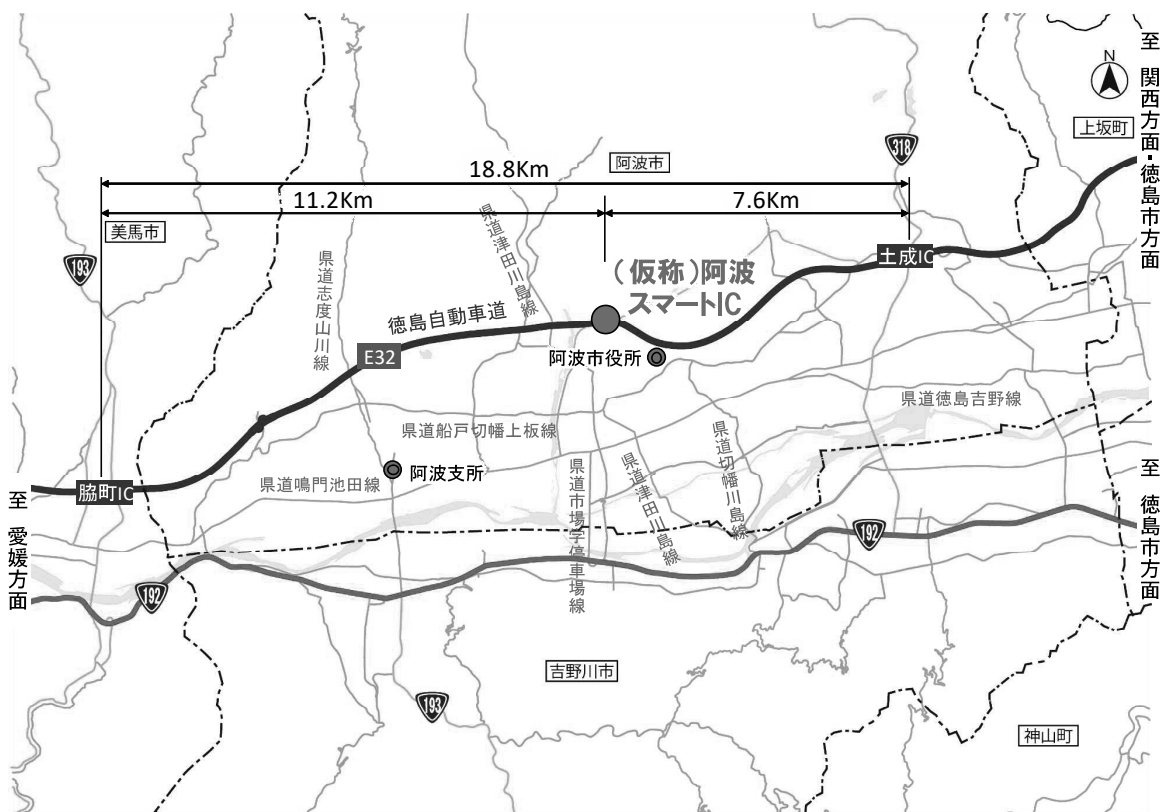 N
至 関西方面・徳島市方面
上坂町
318
阿波市
18.8Km
11.2Km
7.6Km
美馬市
193
県道志度山川線
県道津田川島線
土成IC
(仮称)阿波
スマートIC
徳島自動車道
E32
阿波市役所
県道徳島吉野線
県道船戸切幡上板線
阿波支所
県道鳴門池田線
県道市場学停車場線
県道津田川島線
県道切幡川島線
脇町IC
至 愛媛方面
至 徳島市方面
192
192
吉野川市
193
神山町